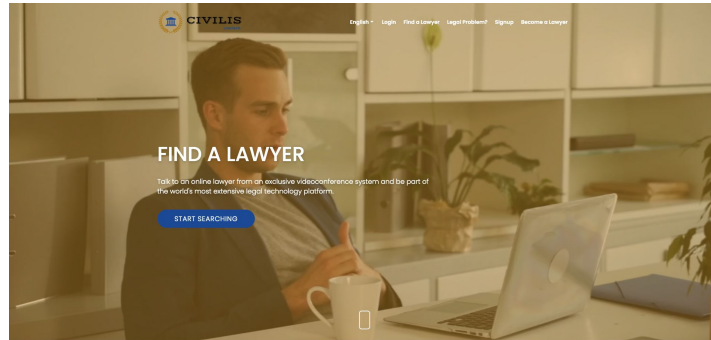 CIVILIS
English Login Find a Lawyer Legal Problem? Signup Become a Lawyer
FIND A LAWYER
Talk to an online lawyer from an exclusive videoconference system and be part of
the world's most extensive legal technology platform.
START SEARCHING